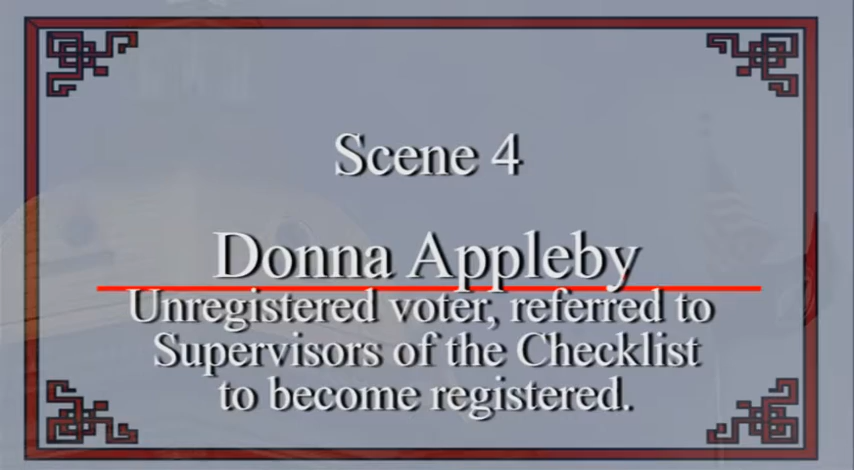 Scene 4
Donna Appleby
Unregistered voter, referred to
Supervisors of the Checklist
to become registered.